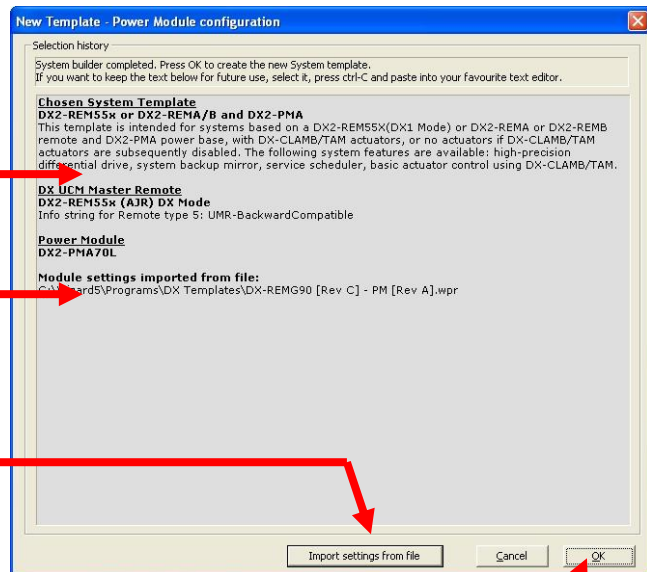 New Template - Power Module configuration
Selection history
System builder completed. Press OK to create the new System template.
If you want to keep the text below for future use, select it, press ctrl-C and paste into your favourite text editor.
Chosen System Template
DX2-REM55x or DX2-REMA/B and DX2-PMA
This template is intended for systems based on a DX2-REM55X(DX1 Mode) or DX2-REMA or DX2-REMB
remote and DX2-PMA power base, with DX-CLAMB/TAM actuators, or no actuators if DX-CLAMB/TAM
actuators are subsequently disabled. The following system features are available: high-precision
differential drive, system backup mirror, service scheduler, basic actuator control using DX-CLAMB/TAM.
DX UCM Master Remote
DX2-REM55x (AJR) DX Mode
Info string for Remote type 5: UMR-BackwardCompatible
Power Module
DX2-PMA70L
Module settings imported from file:
C:\Wizard5\Programs\DX Templates\DX-REMG90 [Rev C] - PM [Rev A].wpr
Import settings from file
Cancel
OK